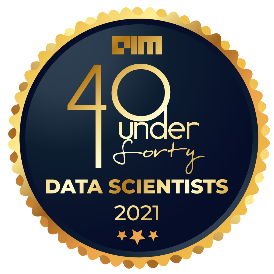 AIM
40
under
forty
DATA SCIENTISTS
2021